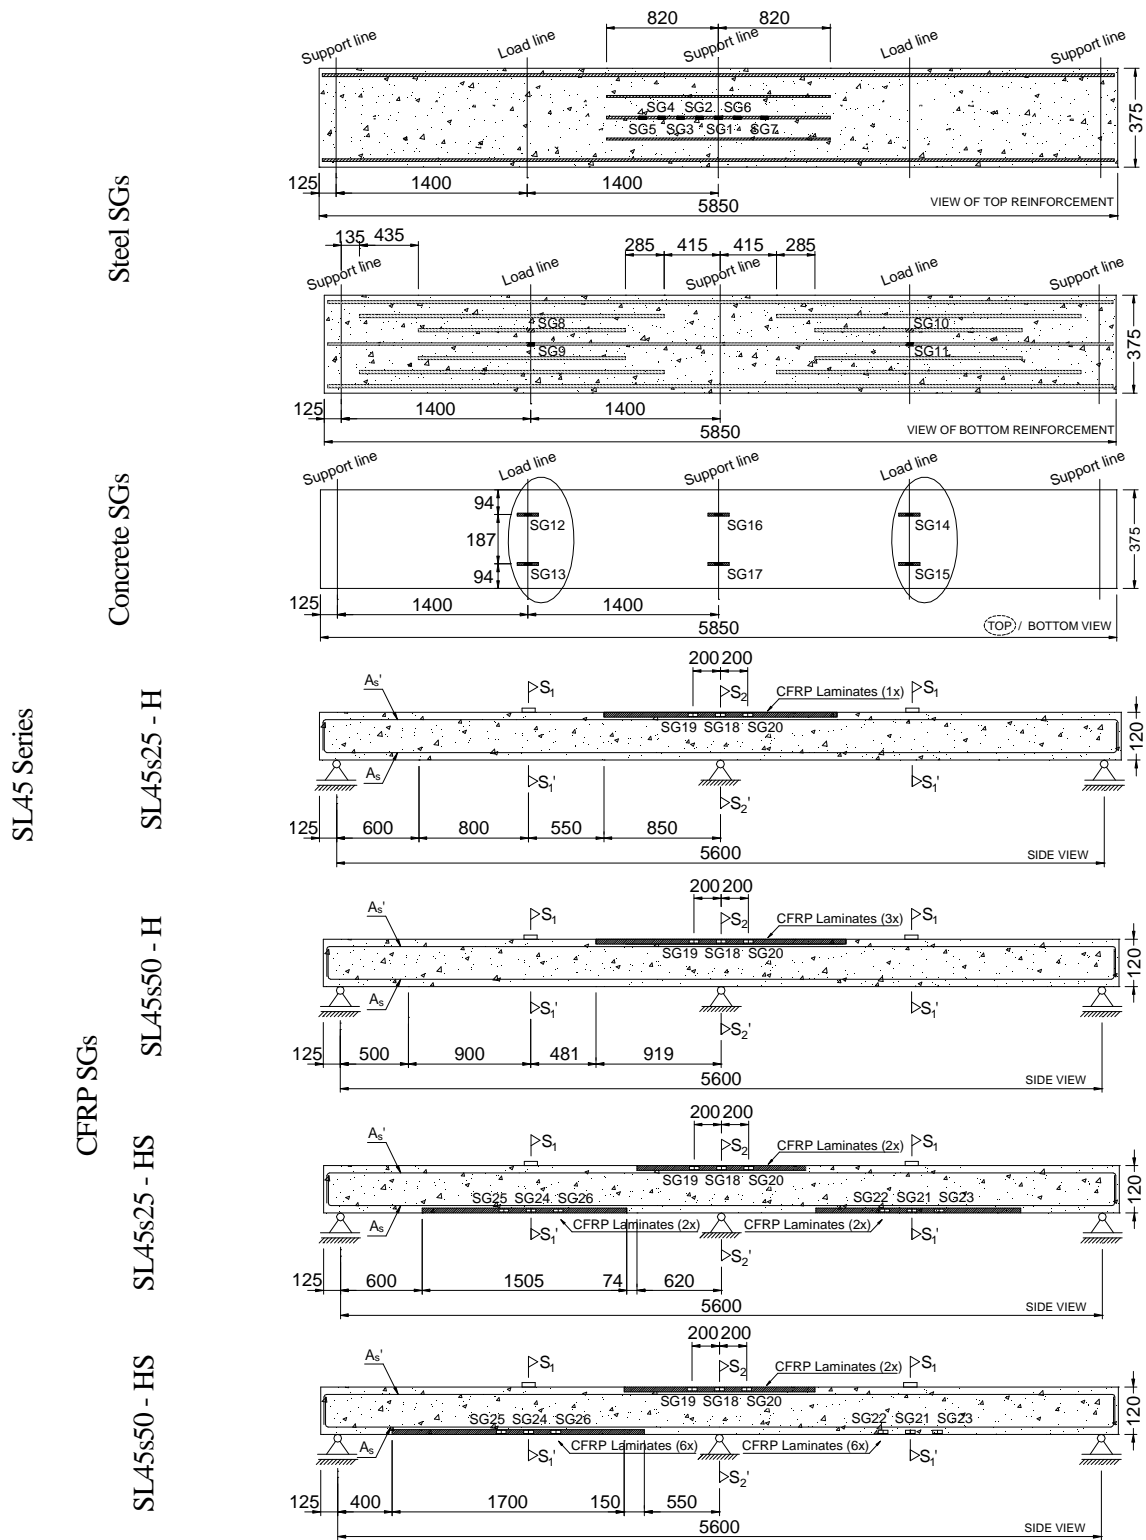 820 820
Support line Load line Support line Load line Support line
SG4 SG2 SG6
SG5 SG3 SG1 SG7
375
125 1400 1400
VIEW OF TOP REINFORCEMENT
5850
Steel SGs
135 435 285 415 415 285
Support line Load line Support line Load line Support line
SG8 SG10
SG9 SG11
375
125 1400 1400
VIEW OF BOTTOM REINFORCEMENT
5850
Concrete SGs
Support line Load line Support line Load line Support line
94
SG12 SG16 SG14
187
SG13 SG17 SG15
94
375
125 1400 1400
5850
TOP / BOTTOM VIEW
SL45 Series
SL45s25 - H
200 200
As' S1 S2 CFRP Laminates (1x) S1
SG19 SG18 SG20
120
As S1' S2' S1'
125 600 800 550 850
5600
SIDE VIEW
CFRP SGs
SL45s50 - H
200 200
As' S1 S2 CFRP Laminates (3x) S1
SG19 SG18 SG20
120
As S1' S2' S1'
125 500 900 481 919
5600
SIDE VIEW
SL45s25 - HS
200 200
As' S1 S2 CFRP Laminates (2x) S1
SG19 SG18 SG20
SG25 SG24 SG26 SG22 SG21 SG23
120
As CFRP Laminates (2x) CFRP Laminates (2x)
S1' S2' S1'
125 600 1505 74 620
5600
SIDE VIEW
SL45s50 - HS
200 200
As' S1 S2 CFRP Laminates (2x) S1
SG19 SG18 SG20
SG25 SG24 SG26 SG22 SG21 SG23
120
As CFRP Laminates (6x) CFRP Laminates (6x)
S1' S2' S1'
125 400 1700 150 550
5600
SIDE VIEW